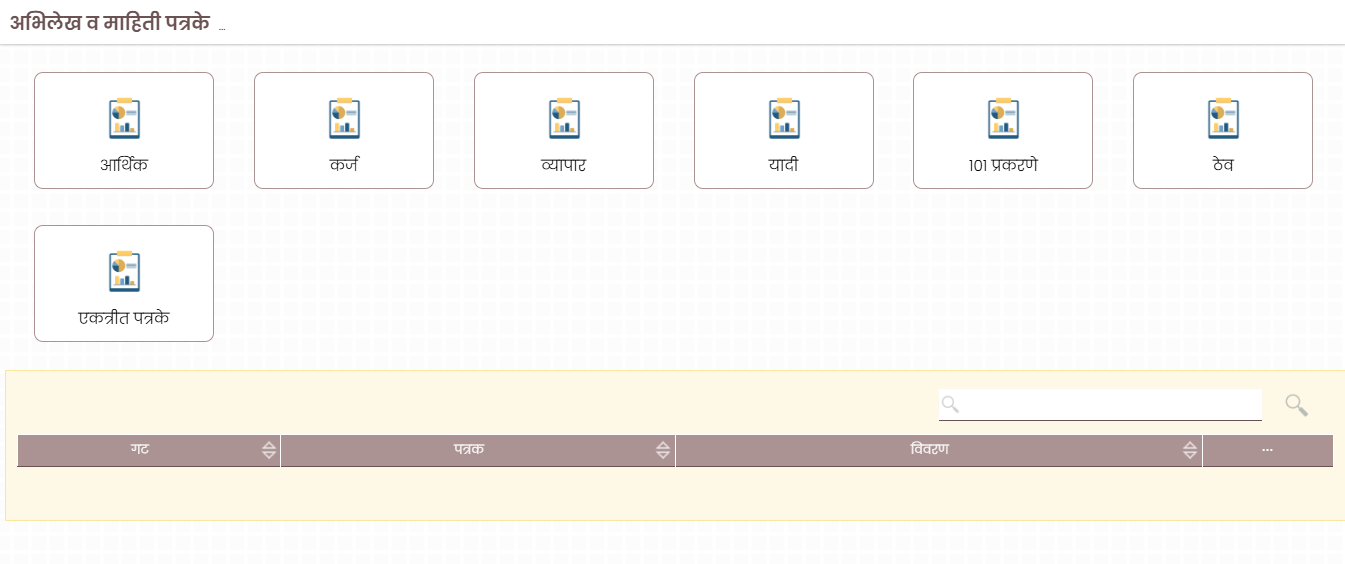 अभिलेख व माहिती पत्रके ...
आर्थिक कर्ज व्यापार यादी 101 प्रकरणे ठेव
एकत्रीत पत्रके
गट पत्रक विवरण ...